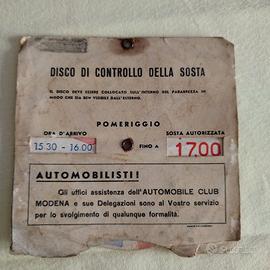 DISCO DI CONTROLLO DELLA SOSTA
IL DISCO DEVE ESSERE COLLOCATO SULL'INTERNO DEL PARABREZZA IN
MODO CHE SIA BEN VISIBILE DALL'ESTERNO.
POMERIGGIO
ORA D'ARRIVO SOSTA AUTORIZZATA
15.30 - 16.00 FINO A 17.00
AUTOMOBILISTI!
Gli uffici assistenza dell'AUTOMOBILE CLUB
MODENA e sue Delegazioni sono al Vostro servizio
per lo svolgimento di qualunque formalità.
subito